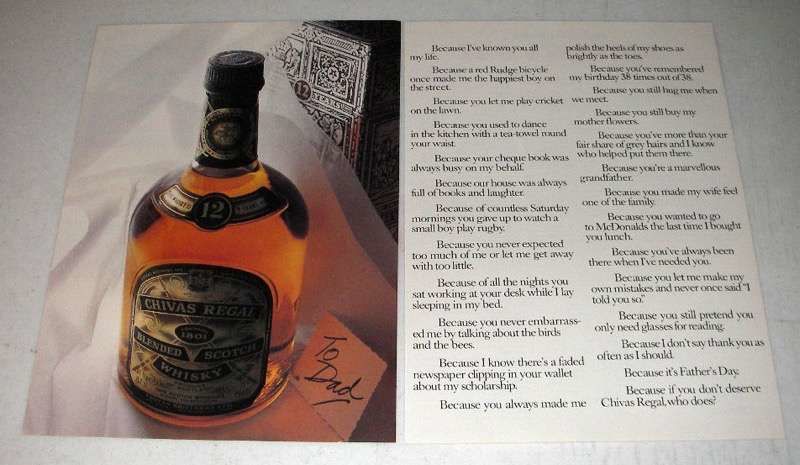 12
YEARS
12
CHIVAS REGAL
1801
BLENDED SCOTCH
WHISKY
To
Dad
Because I've known you all
my life.
Because a red Rudge bicycle
once made me the happiest boy on
the street.
Because you let me play cricket
on the lawn.
Because you used to dance
in the kitchen with a tea-towel round
your waist.
Because your cheque book was
always busy on my behalf.
Because our house was always
full of books and laughter.
Because of countless Saturday
mornings you gave up to watch a
small boy play rugby.
Because you never expected
too much of me or let me get away
with too little.
Because of all the nights you
sat working at your desk while I lay
sleeping in my bed.
Because you never embarrass-
ed me by talking about the birds
and the bees.
Because I know there's a faded
newspaper clipping in your wallet
about my scholarship.
Because you always made me
polish the heels of my shoes as
brightly as the toes.
Because you've remembered
my birthday 38 times out of 38.
Because you still hug me when
we meet.
Because you still buy my
mother flowers.
Because you've more than your
fair share of grey hairs and I know
who helped put them there.
Because you're a marvellous
grandfather.
Because you made my wife feel
one of the family.
Because you wanted to go
to McDonalds the last time I bought
you lunch.
Because you've always been
there when I've needed you.
Because you let me make my
own mistakes and never once said "I
told you so."
Because you still pretend you
only need glasses for reading.
Because I don't say thank you as
often as I should.
Because it's Father's Day.
Because if you don't deserve
Chivas Regal, who does?